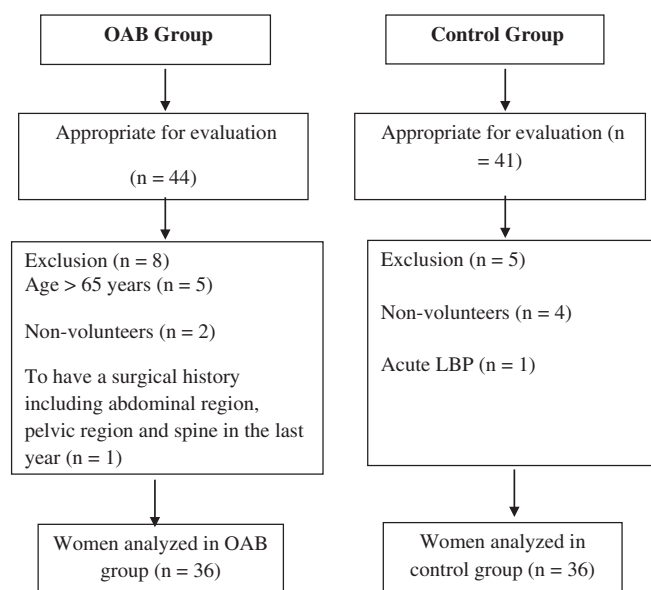 OAB Group
Appropriate for evaluation
(n = 44)
Exclusion (n = 8)
Age > 65 years (n = 5)
Non-volunteers (n = 2)
To have a surgical history
including abdominal region,
pelvic region and spine in the last
year (n = 1)
Women analyzed in OAB
group (n = 36)
Control Group
Appropriate for evaluation (n
= 41)
Exclusion (n = 5)
Non-volunteers (n = 4)
Acute LBP (n = 1)
Women analyzed in
control group (n = 36)